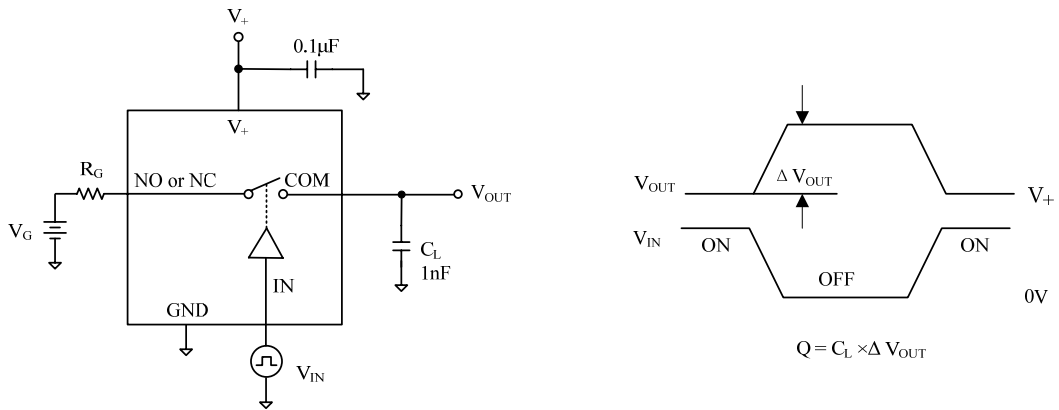 V+
0.1µF
V+
RG
NO or NC
COM
VOUT
VG
CL
1nF
IN
GND
VIN
VOUT
Δ VOUT
V+
VIN
ON
OFF
ON
0V
Q = CL ×Δ VOUT